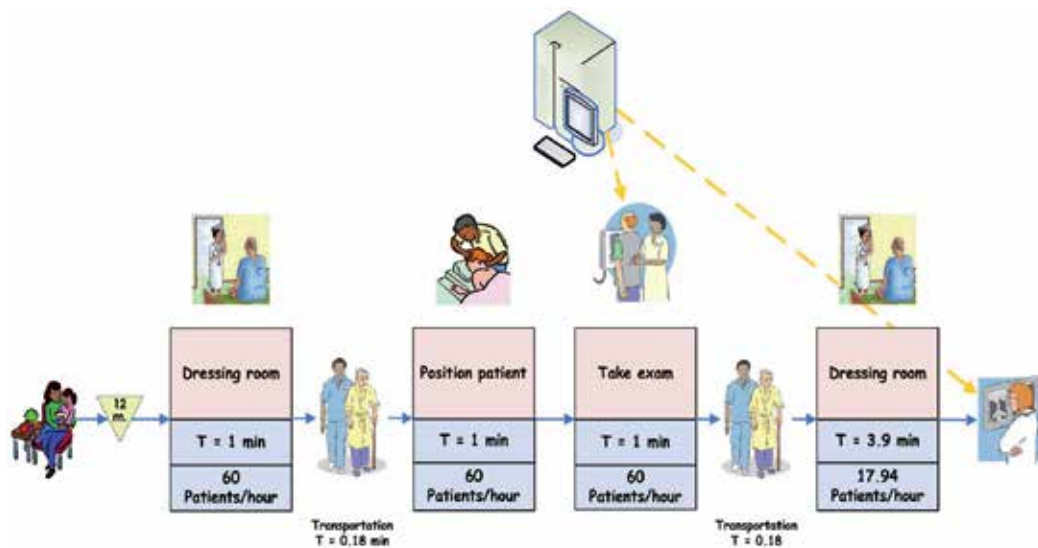 12
m.
Dressing room
T = 1 min
60
Patients/hour
Transportation
T = 0.18 min
Position patient
T = 1 min
60
Patients/hour
Take exam
T = 1 min
60
Patients/hour
Transportation
T = 0.18
Dressing room
T = 3.9 min
17.94
Patients/hour